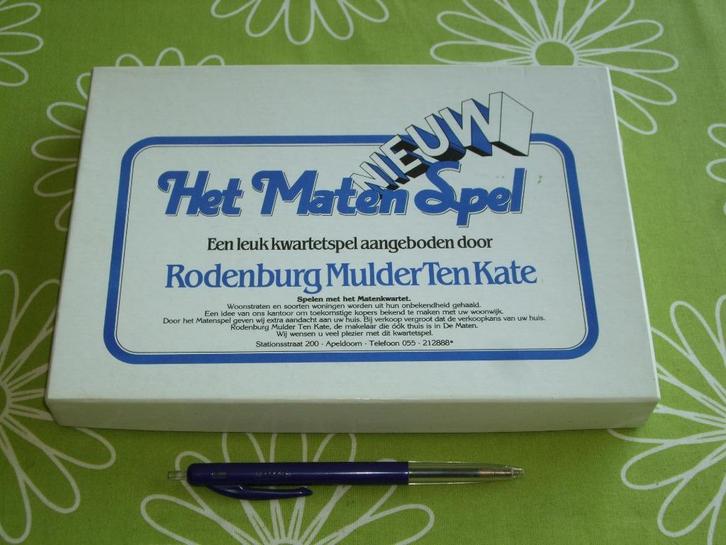 NIEUW
Het Maten Spel
Een leuk kwartetspel aangeboden door
Rodenburg Mulder Ten Kate
Spelen met het Matenkwartet.
Woonstraten en soorten woningen worden uit hun onbekendheid gehaald.
Een idee van ons kantoor om toekomstige kopers bekend te maken met uw woonwijk.
Door het Matenspel geven wij extra aandacht aan uw huis. Bij verkoop vergroot dat de verkoopkans van uw huis.
Rodenburg Mulder Ten Kate, de makelaar die óók thuis is in De Maten.
Wij wensen u veel plezier met dit kwartetspel.
Stationsstraat 200 - Apeldoorn - Telefoon 055 - 212888*